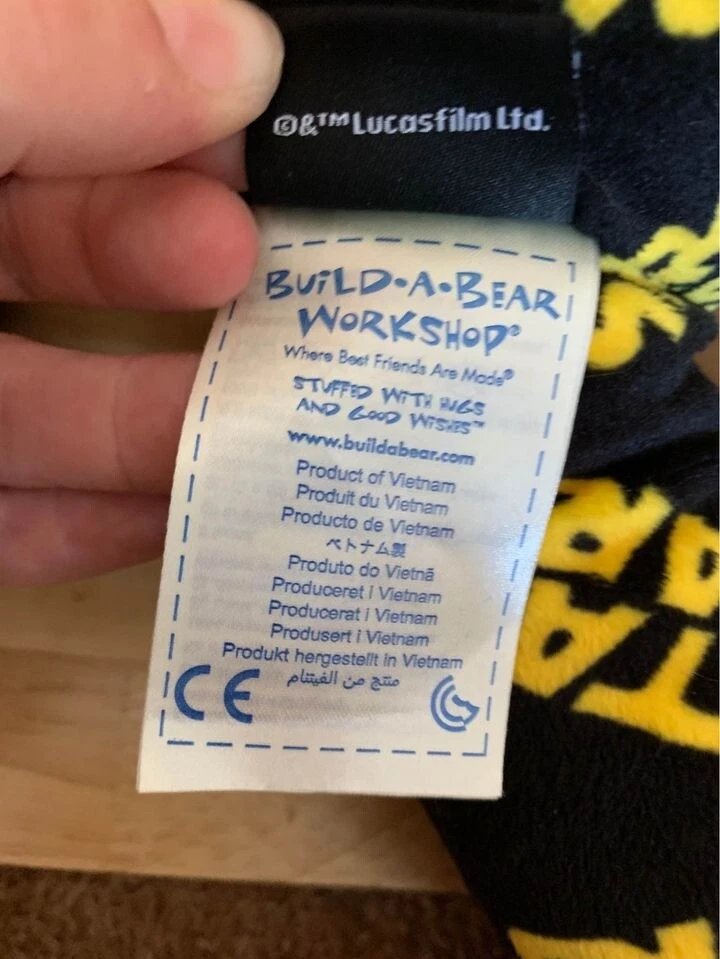 ©&™Lucasfilm Ltd.
BUiLD•A•BEAR
WORKSHOP®
Where Best Friends Are Made®
STUFFED WITH HUGS
AND GOOD WISHES™
www.buildabear.com
Product of Vietnam
Produit du Vietnam
Producto de Vietnam
ベトナム製
Produto do Vietnã
Produceret i Vietnam
Producerat i Vietnam
Produsert i Vietnam
Produkt hergestellt in Vietnam
منتج من الفيتنام
CE
S
AR
TA